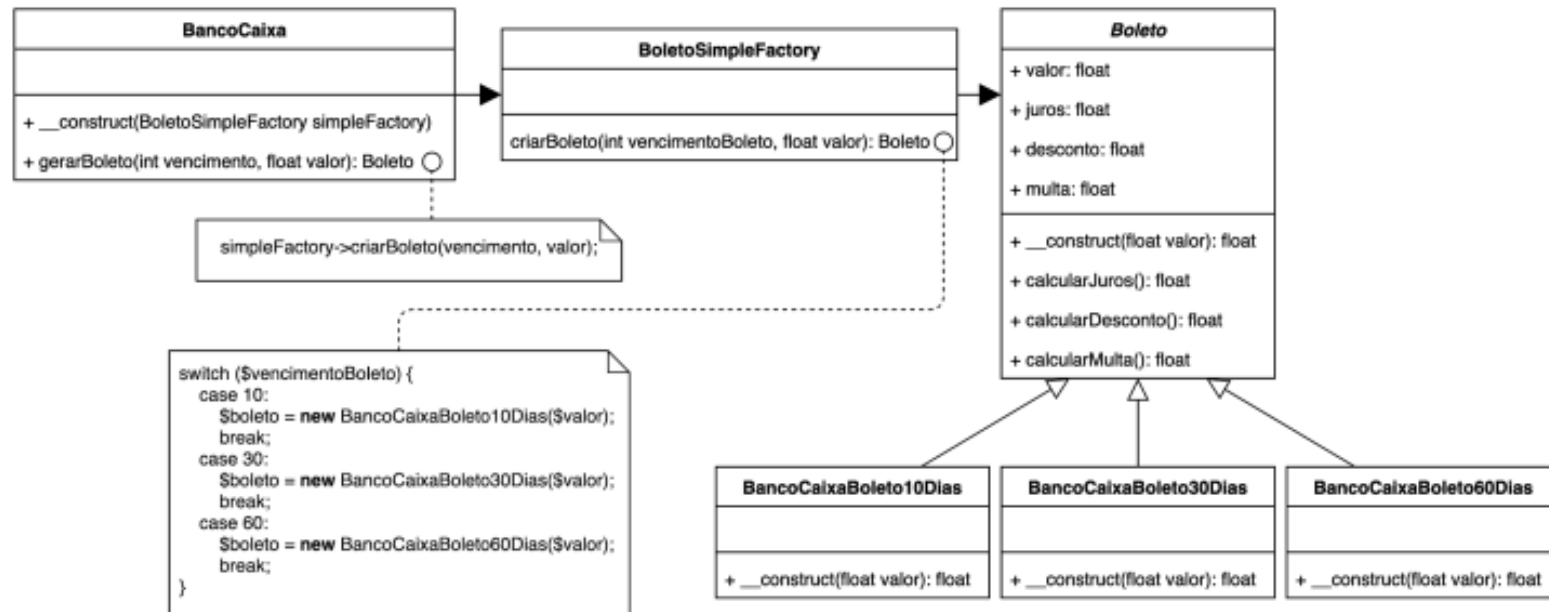 BancoCaixa
+ __construct(BoletoSimpleFactory simpleFactory)
+ gerarBoleto(int vencimento, float valor): Boleto
simpleFactory->criarBoleto(vencimento, valor);
BoletoSimpleFactory
criarBoleto(int vencimentoBoleto, float valor): Boleto
Boleto
+ valor: float
+ juros: float
+ desconto: float
+ multa: float
+ __construct(float valor): float
+ calcularJuros(): float
+ calcularDesconto(): float
+ calcularMulta(): float
switch ($vencimentoBoleto) {
case 10:
$boleto = new BancoCaixaBoleto10Dias($valor);
break;
case 30:
$boleto = new BancoCaixaBoleto30Dias($valor);
break;
case 60:
$boleto = new BancoCaixaBoleto60Dias($valor);
break;
}
BancoCaixaBoleto10Dias
+ __construct(float valor): float
BancoCaixaBoleto30Dias
+ __construct(float valor): float
BancoCaixaBoleto60Dias
+ __construct(float valor): float